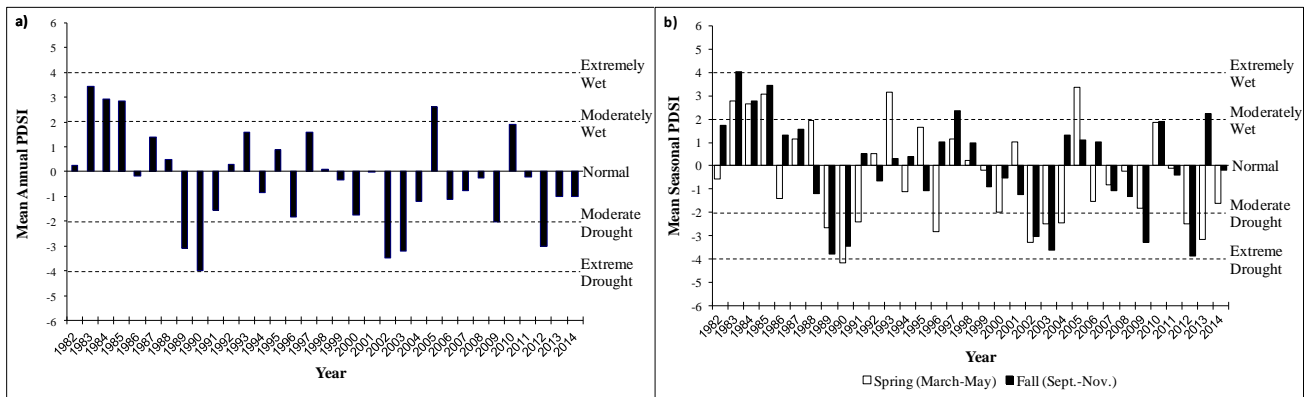 a)
6
5
4
3
2
1
0
-1
-2
-3
-4
-5
-6
Mean Annual PDSI
Extremely
Wet
Moderately
Wet
Normal
Moderate
Drought
Extreme
Drought
1982 1983 1984 1985 1986 1987 1988 1989 1990 1991 1992 1993 1994 1995 1996 1997 1998 1999 2000 2001 2002 2003 2004 2005 2006 2007 2008 2009 2010 2011 2012 2013 2014
Year
b)
6
5
4
3
2
1
0
-1
-2
-3
-4
-5
-6
Mean Seasonal PDSI
Extremely
Wet
Moderately
Wet
Normal
Moderate
Drought
Extreme
Drought
1982 1983 1984 1985 1986 1987 1988 1989 1990 1991 1992 1993 1994 1995 1996 1997 1998 1999 2000 2001 2002 2003 2004 2005 2006 2007 2008 2009 2010 2011 2012 2013 2014
Year
Spring (March-May) Fall (Sept.-Nov.)